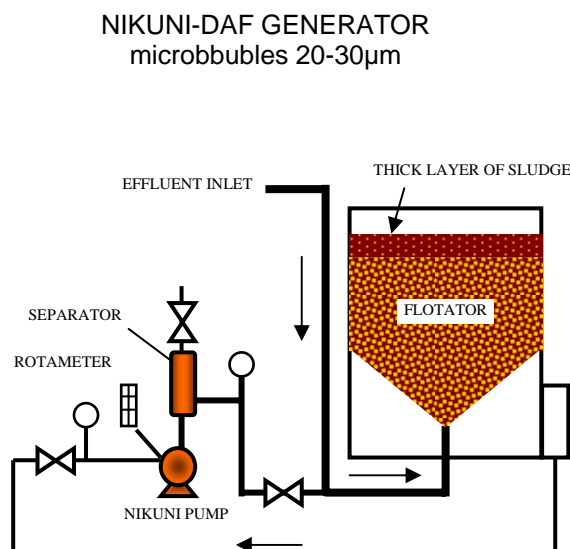 NIKUNI-DAF GENERATOR
microbbubles 20-30µm
THICK LAYER OF SLUDGE
EFFLUENT INLET
FLOTATOR
SEPARATOR
ROTAMETER
NIKUNI PUMP